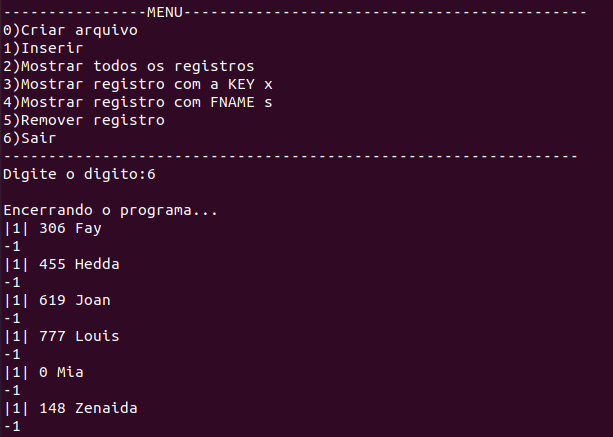 ----------------MENU---------------------------------------------
0)Criar arquivo
1)Inserir
2)Mostrar todos os registros
3)Mostrar registro com a KEY x
4)Mostrar registro com FNAME s
5)Remover registro
6)Sair
----------------------------------------------------------------
Digite o digito:6
Encerrando o programa...
|1| 306 Fay
-1
|1| 455 Hedda
-1
|1| 619 Joan
-1
|1| 777 Louis
-1
|1| 0 Mia
-1
|1| 148 Zenaida
-1